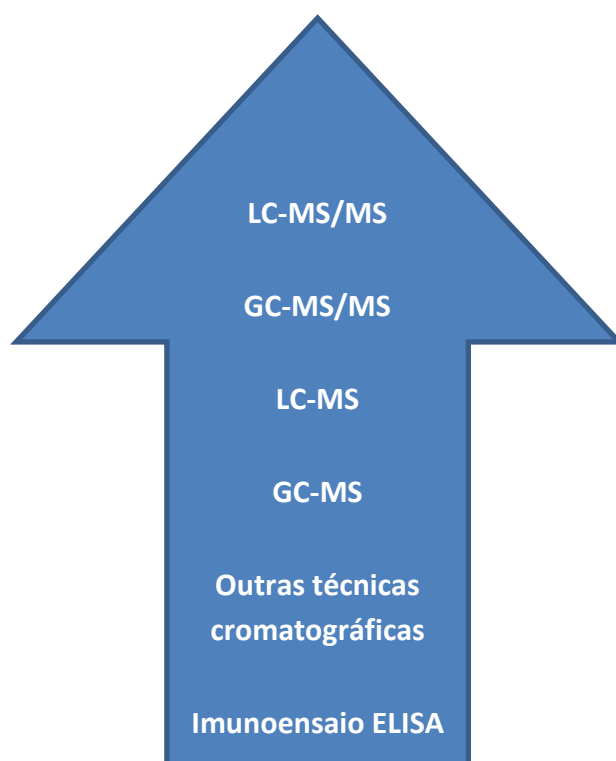 LC-MS/MS
GC-MS/MS
LC-MS
GC-MS
Outras técnicas
cromatográficas
Imunoensaio ELISA